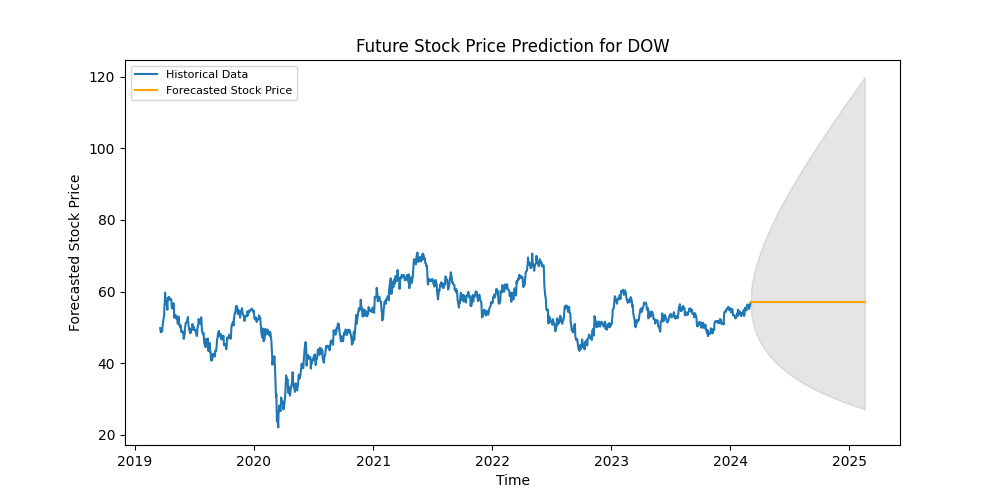 Future Stock Price Prediction for DOW
Historical Data
Forecasted Stock Price
120
100
80
60
40
20
Forecasted Stock Price
2019 2020 2021 2022 2023 2024 2025
Time